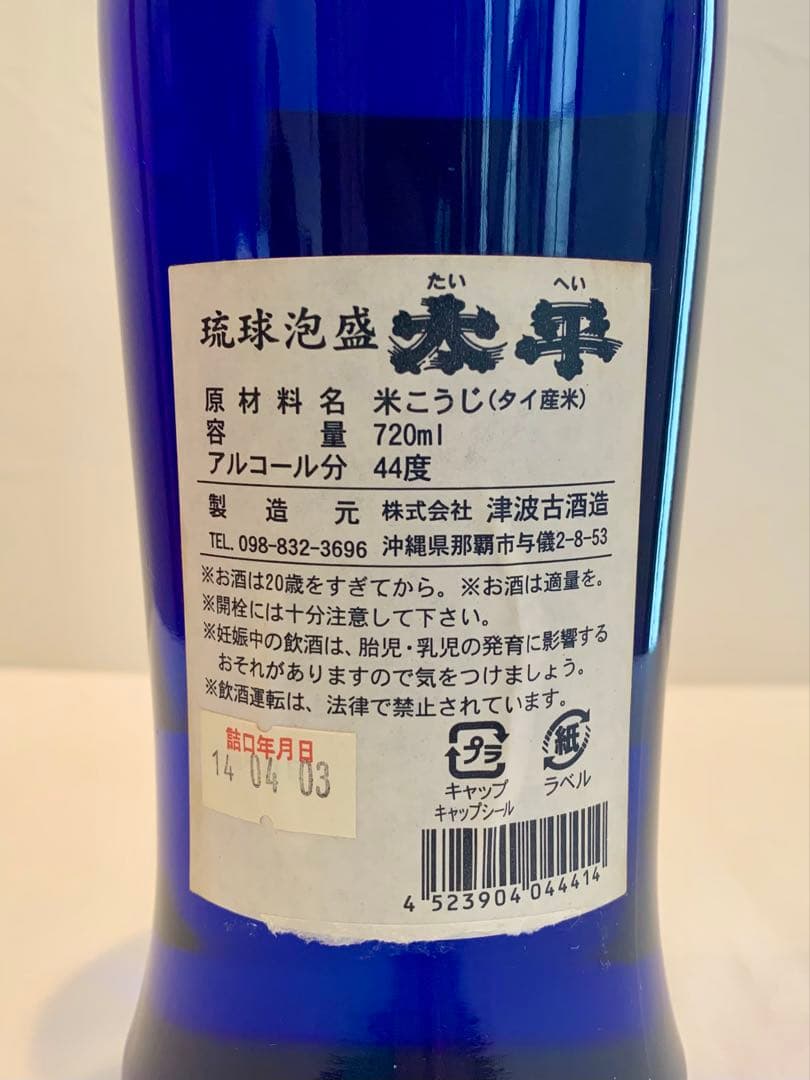 たい へい
琉球泡盛 太平
原材料名 米こうじ(タイ産米)
容量 720ml
アルコール分 44度
製造元 株式会社 津波古酒造
TEL.098-832-3696 沖縄県那覇市与儀2-8-53
※お酒は20歳をすぎてから。※お酒は適量を。
※開栓には十分注意して下さい。
※妊娠中の飲酒は、胎児・乳児の発育に影響する
おそれがありますので気をつけましょう。
※飲酒運転は、法律で禁止されています。
詰口年月日
14 04 03
プラ
キャップ
キャップシール
紙
ラベル
4 523904 044414